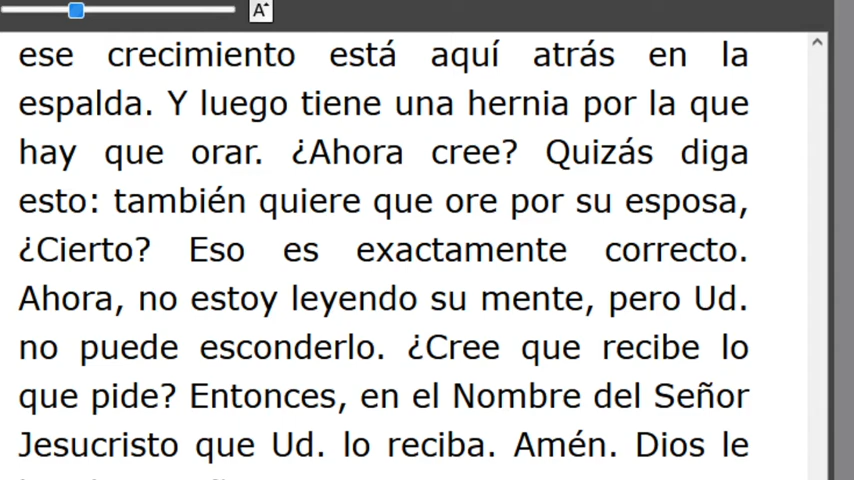 A
ese crecimiento está aquí atrás en la
espalda. Y luego tiene una hernia por la que
hay que orar. ¿Ahora cree? Quizás diga
esto: también quiere que ore por su esposa,
¿Cierto? Eso es exactamente correcto.
Ahora, no estoy leyendo su mente, pero Ud.
no puede esconderlo. ¿Cree que recibe lo
que pide? Entonces, en el Nombre del Señor
Jesucristo que Ud. lo reciba. Amén. Dios le